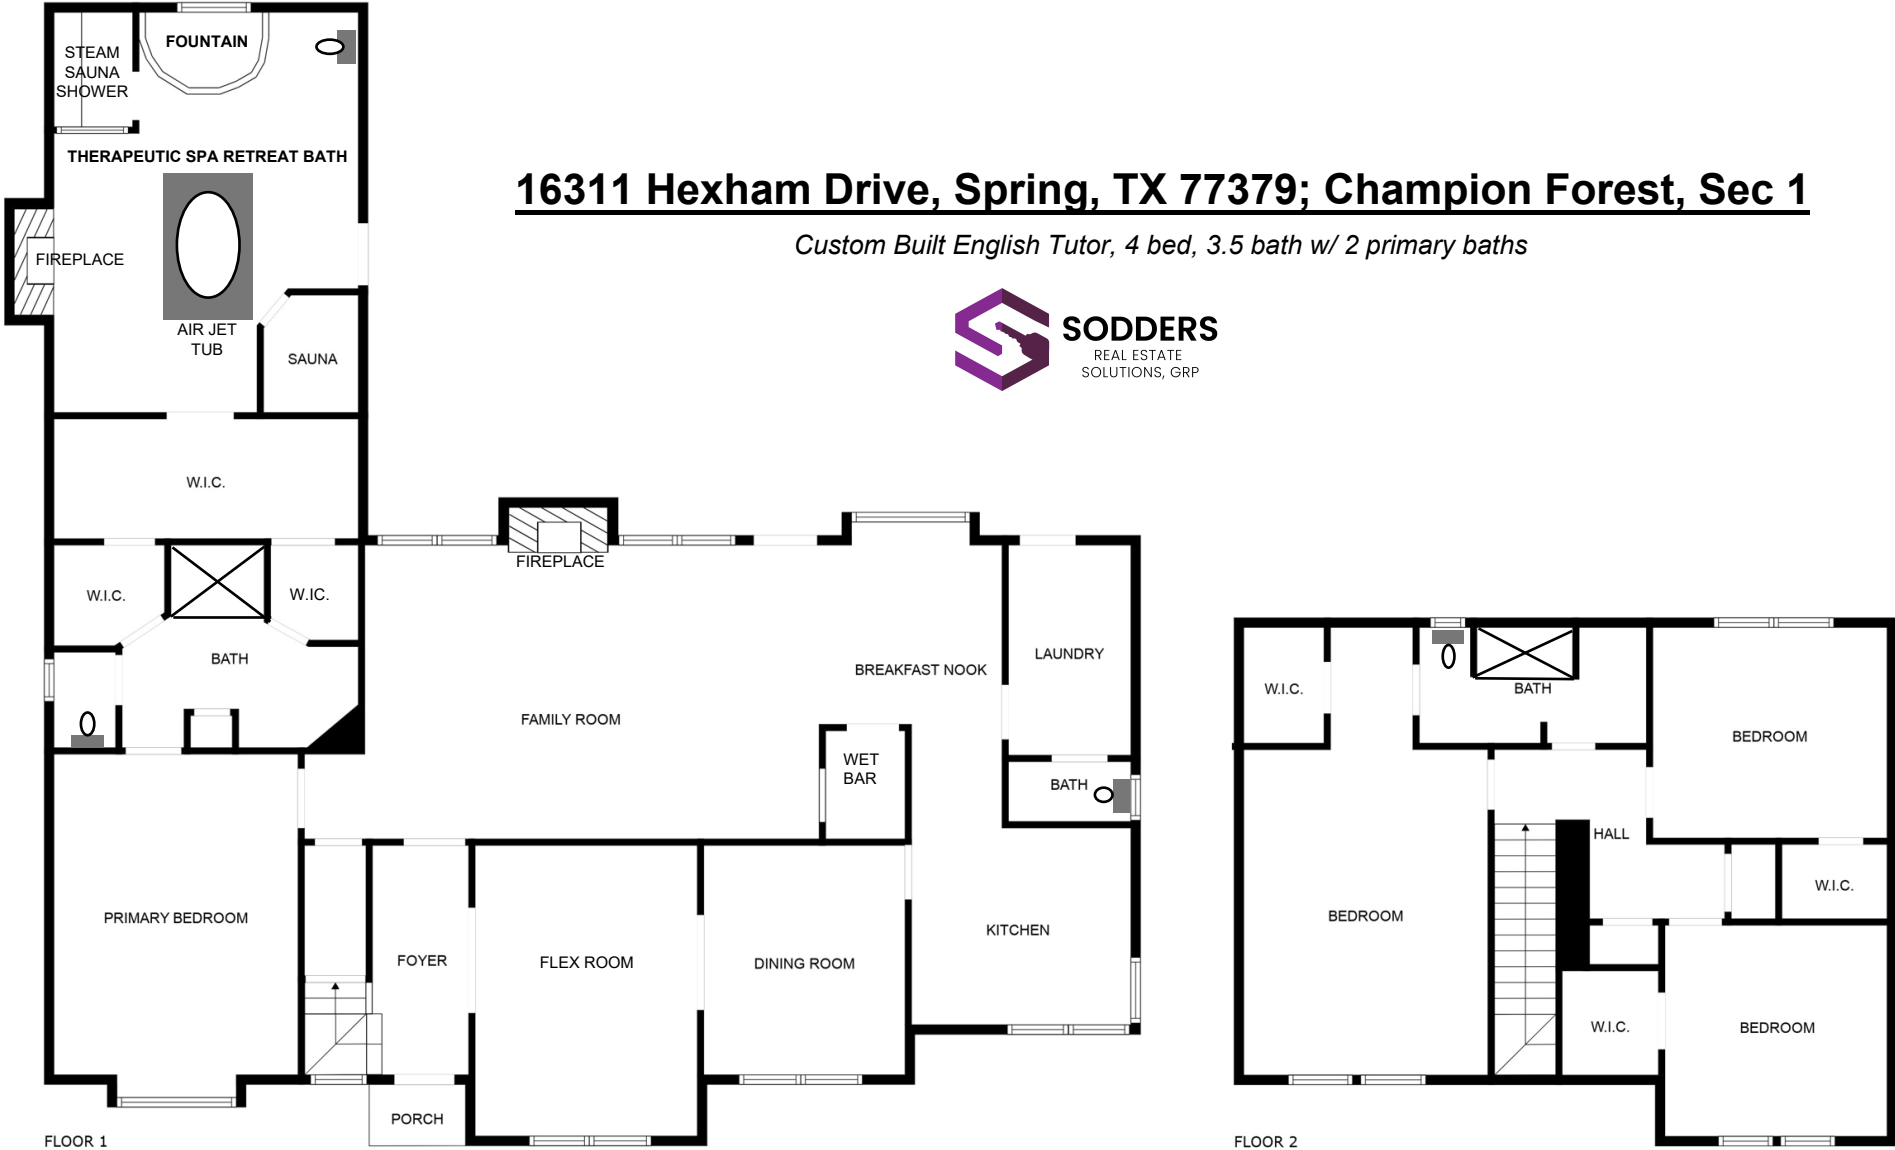 16311 Hexham Drive, Spring, TX 77379; Champion Forest, Sec 1
Custom Built English Tutor, 4 bed, 3.5 bath w/ 2 primary baths
SODDERS
REAL ESTATE
SOLUTIONS, GRP
STEAM
SAUNA
SHOWER
FOUNTAIN
THERAPEUTIC SPA RETREAT BATH
FIREPLACE
AIR JET
TUB
SAUNA
W.I.C.
W.I.C.
W.IC.
BATH
FIREPLACE
FAMILY ROOM
BREAKFAST NOOK
LAUNDRY
WET
BAR
BATH
PRIMARY BEDROOM
FOYER
FLEX ROOM
DINING ROOM
KITCHEN
PORCH
FLOOR 1
W.I.C.
BATH
BEDROOM
HALL
W.I.C.
BEDROOM
W.I.C.
BEDROOM
FLOOR 2